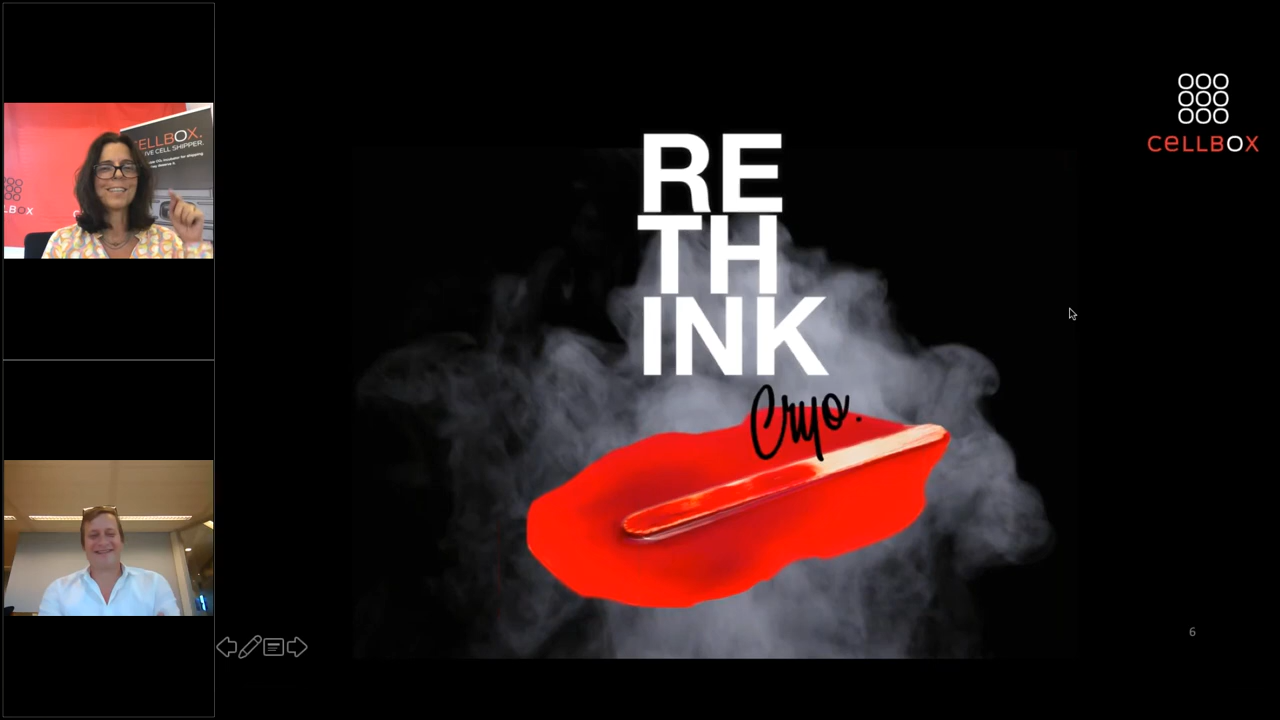 CELLBOX.
LIVE CELL SHIPPER.
RE
TH
INK
Cryo.
CELLBOX
6